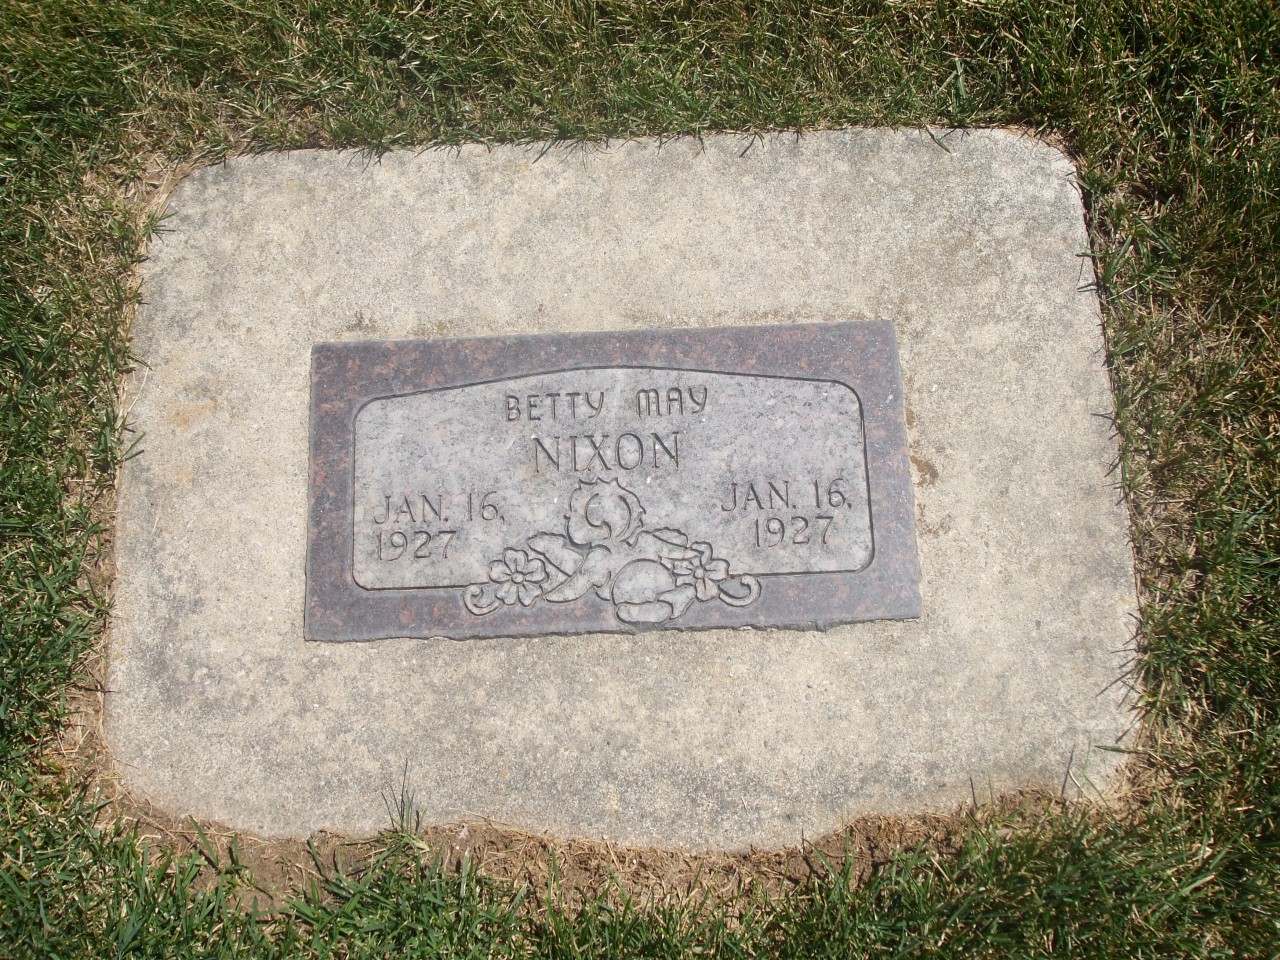 BETTY MAY
NIXON
JAN. 16,
1927
JAN. 16,
1927